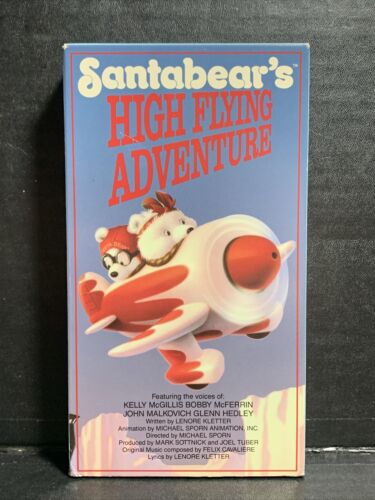 Santabear's™
HIGH FLYING
ADVENTURE
Featuring the voices of:
KELLY McGILLIS BOBBY McFERRIN
JOHN MALKOVICH GLENN HEDLEY
Written by LENORE KLETTER
Animation by MICHAEL SPORN ANIMATION, INC.
Directed by MICHAEL SPORN
Produced by MARK SOTTNICK and JOEL TUBER
Original Music composed by FELIX CAVALIERE
Lyrics by LENORE KLETTER